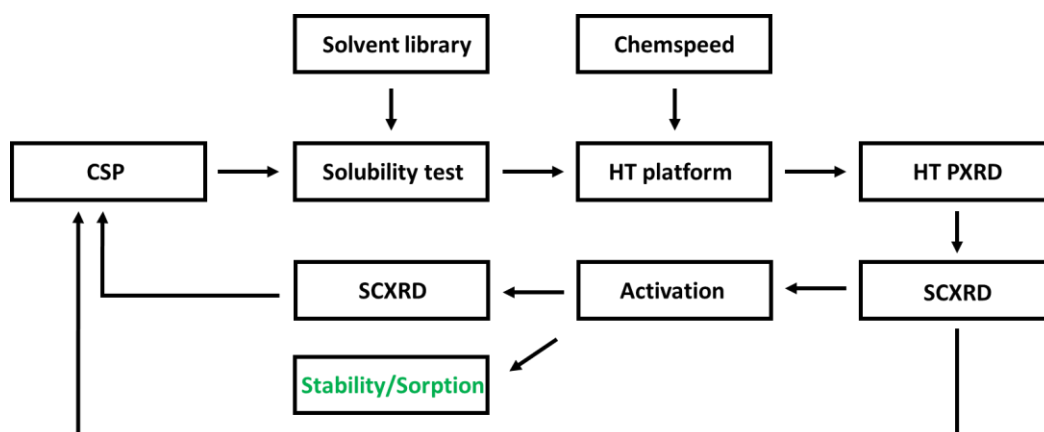 Solvent library
Chemspeed
CSP
Solubility test
HT platform
HT PXRD
SCXRD
Activation
SCXRD
Stability/Sorption